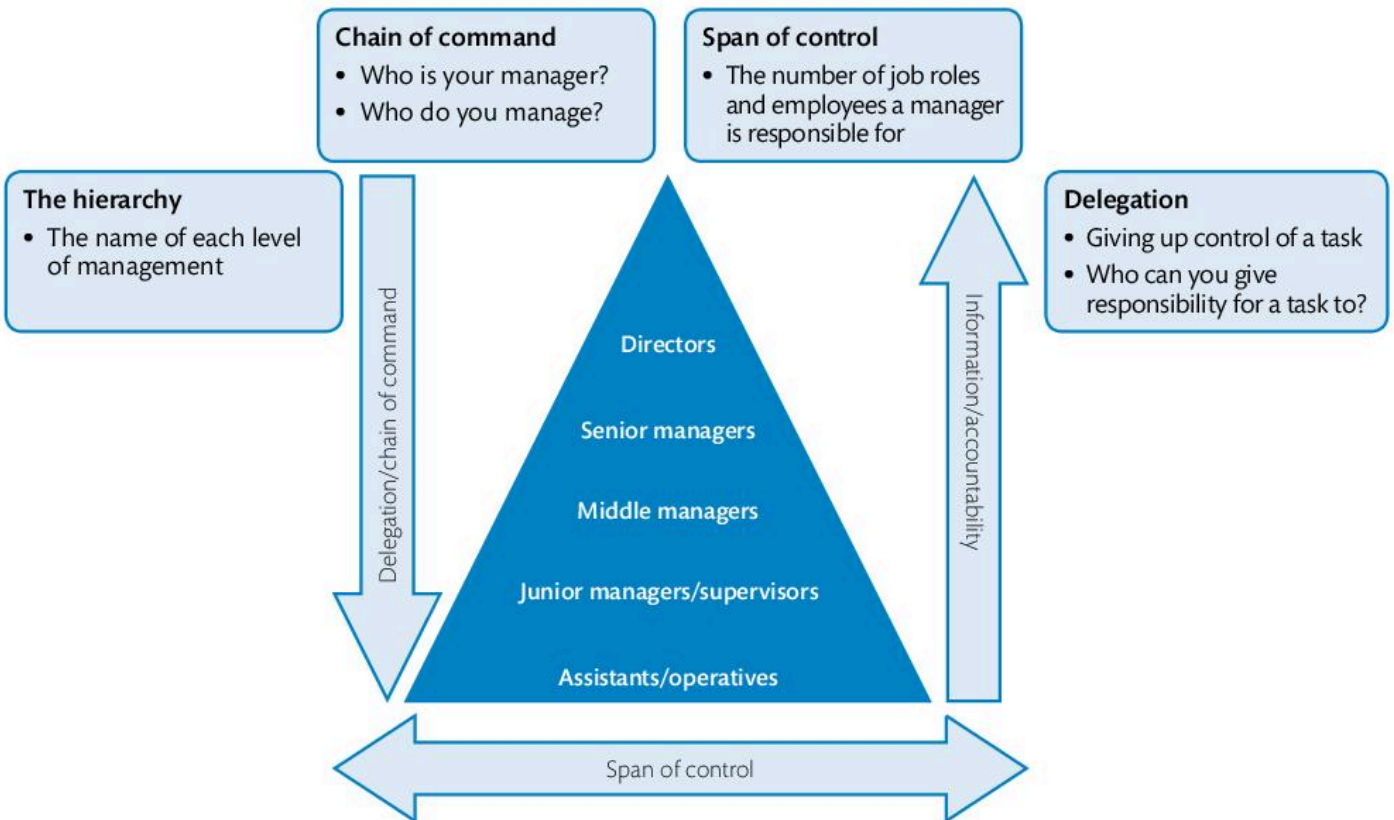 Chain of command
• Who is your manager?
• Who do you manage?
Span of control
• The number of job roles
and employees a manager
is responsible for
The hierarchy
• The name of each level
of management
Delegation
• Giving up control of a task
• Who can you give
responsibility for a task to?
Delegation/chain of command
Directors
Senior managers
Middle managers
Junior managers/supervisors
Assistants/operatives
Information/accountability
Span of control